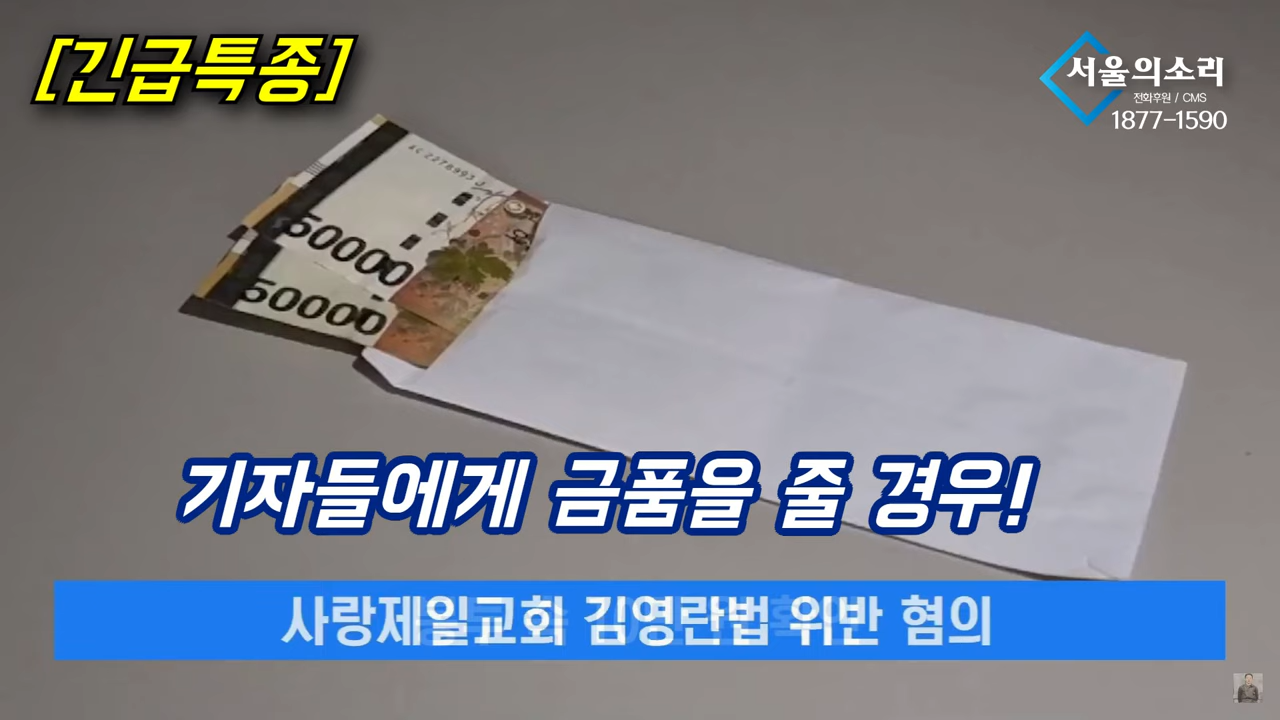 [긴급특종]
서울의소리
전화후원 / CMS
1877-1590
50000
50000
기자들에게 금품을 줄 경우!
사랑제일교회 김영란법 위반 혐의